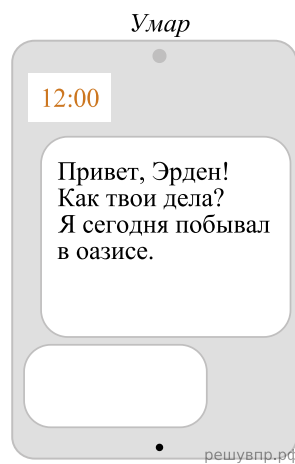 Умар
12:00
Привет, Эрден!
Как твои дела?
Я сегодня побывал
в оазисе.
решувпр.рф